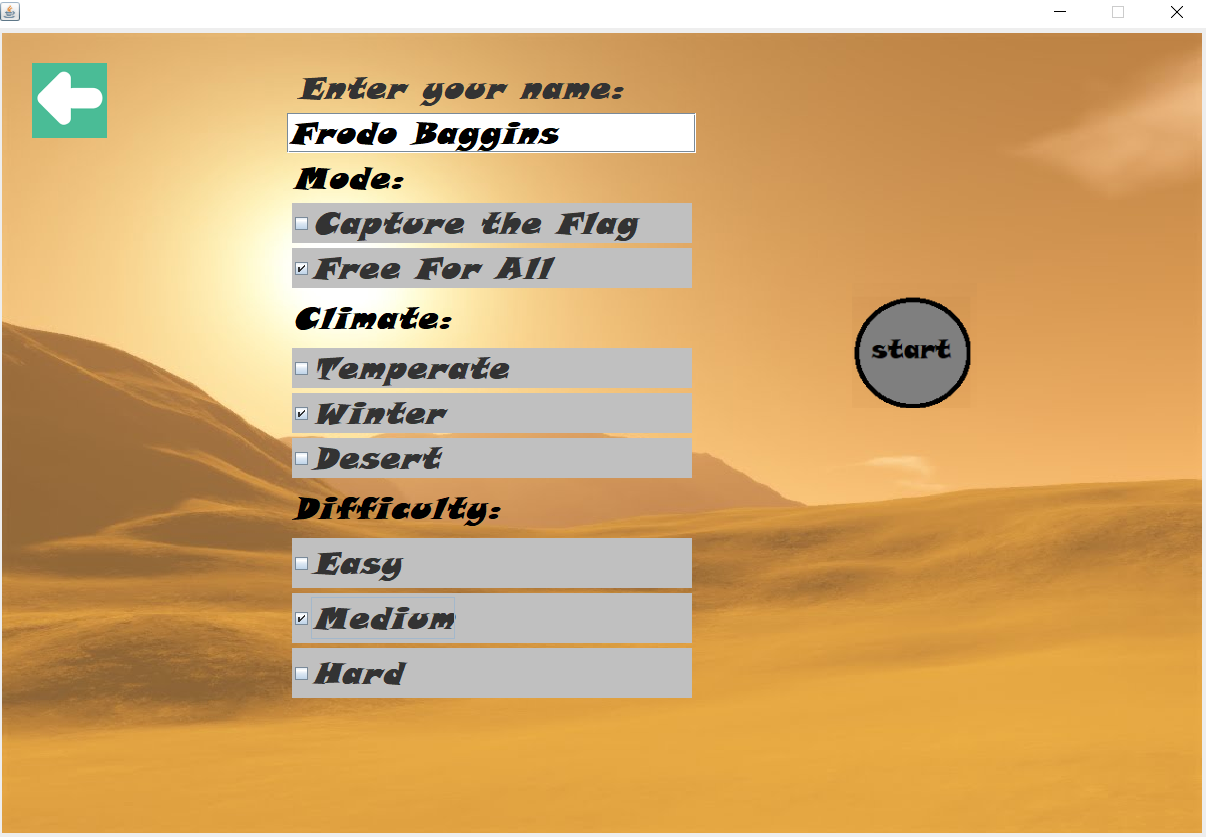 Enter your name:
Frodo Baggins
Mode:
Capture the Flag
Free For All
Climate:
Temperate
Winter
Desert
Difficulty:
Easy
Medium
Hard
start